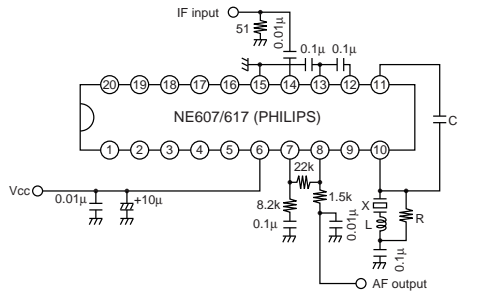 IF input
51
0.01μ
0.1μ 0.1μ
20 19 18 17 16 15 14 13 12 11
NE607/617 (PHILIPS)
C
1 2 3 4 5 6 7 8 9 10
22k
Vcc
0.01μ
+10μ
8.2k
1.5k
0.1μ
0.01μ
X
L
R
0.1μ
AF output